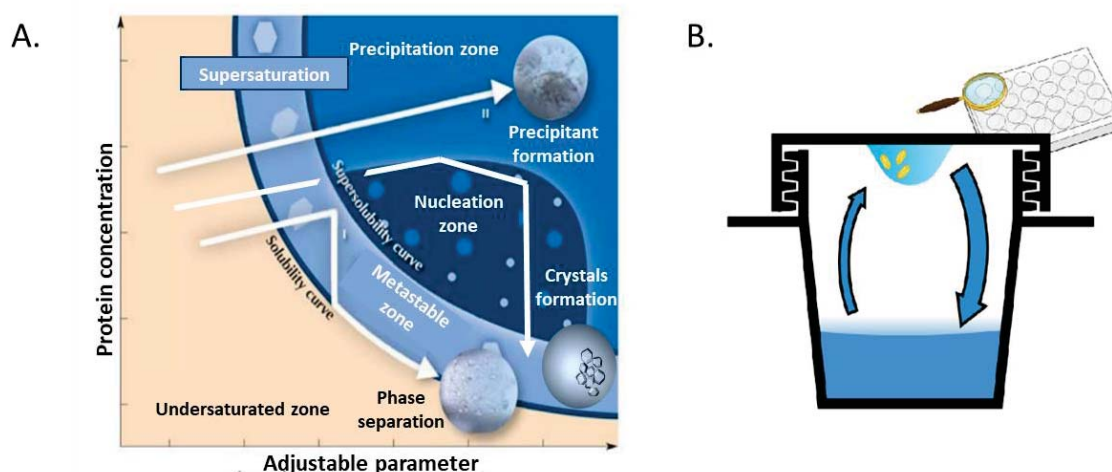 A.
B.
Precipitation zone
Supersaturation
II
Precipitant
formation
Supersolubility curve
Nucleation
zone
I
Solubility curve
Metastable
zone
Crystals
formation
Protein concentration
Phase
separation
Undersaturated zone
Adjustable parameter